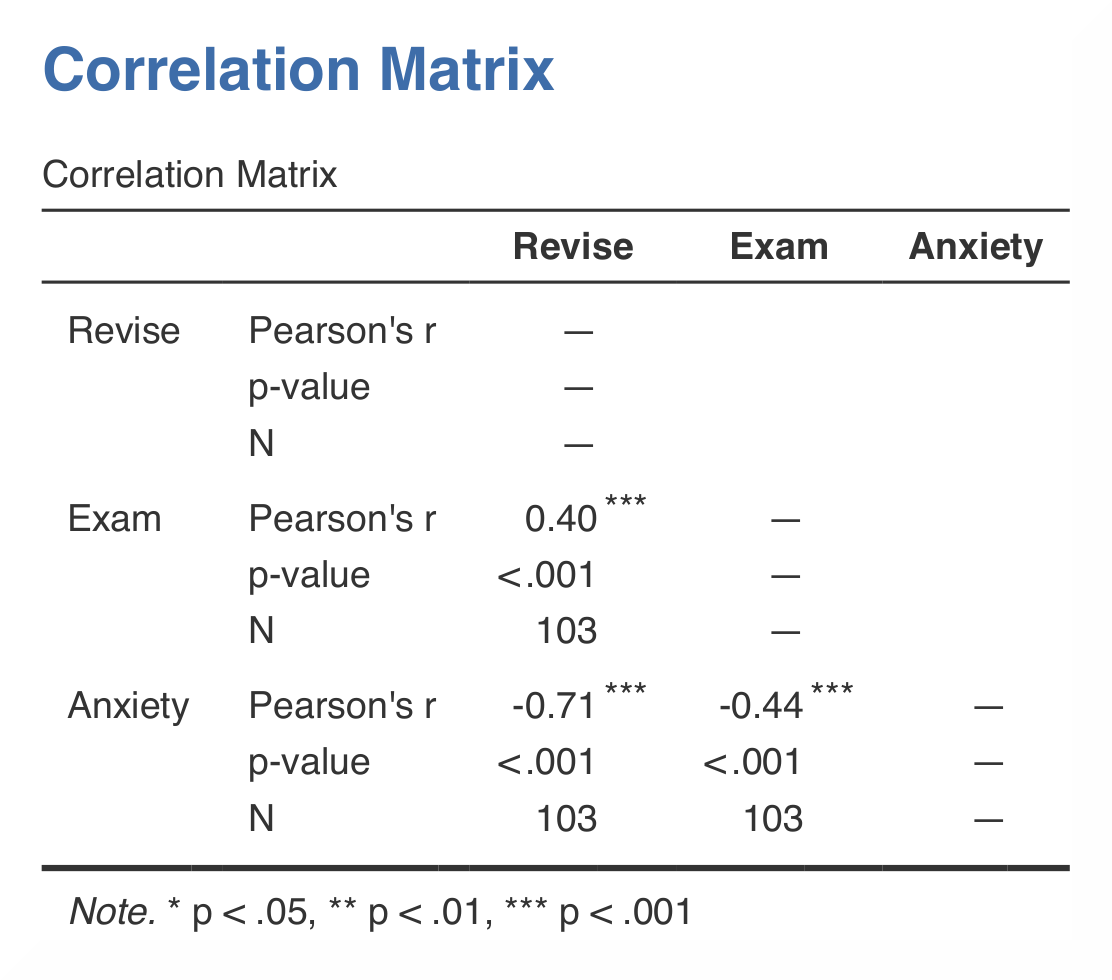 Correlation Matrix
Correlation Matrix
Revise Exam Anxiety
Revise Pearson's r —
p-value —
N —
Exam Pearson's r 0.40 *** —
p-value <.001 —
N 103 —
Anxiety Pearson's r -0.71 *** -0.44 *** —
p-value <.001 <.001 —
N 103 103 —
Note. * p < .05, ** p < .01, *** p < .001